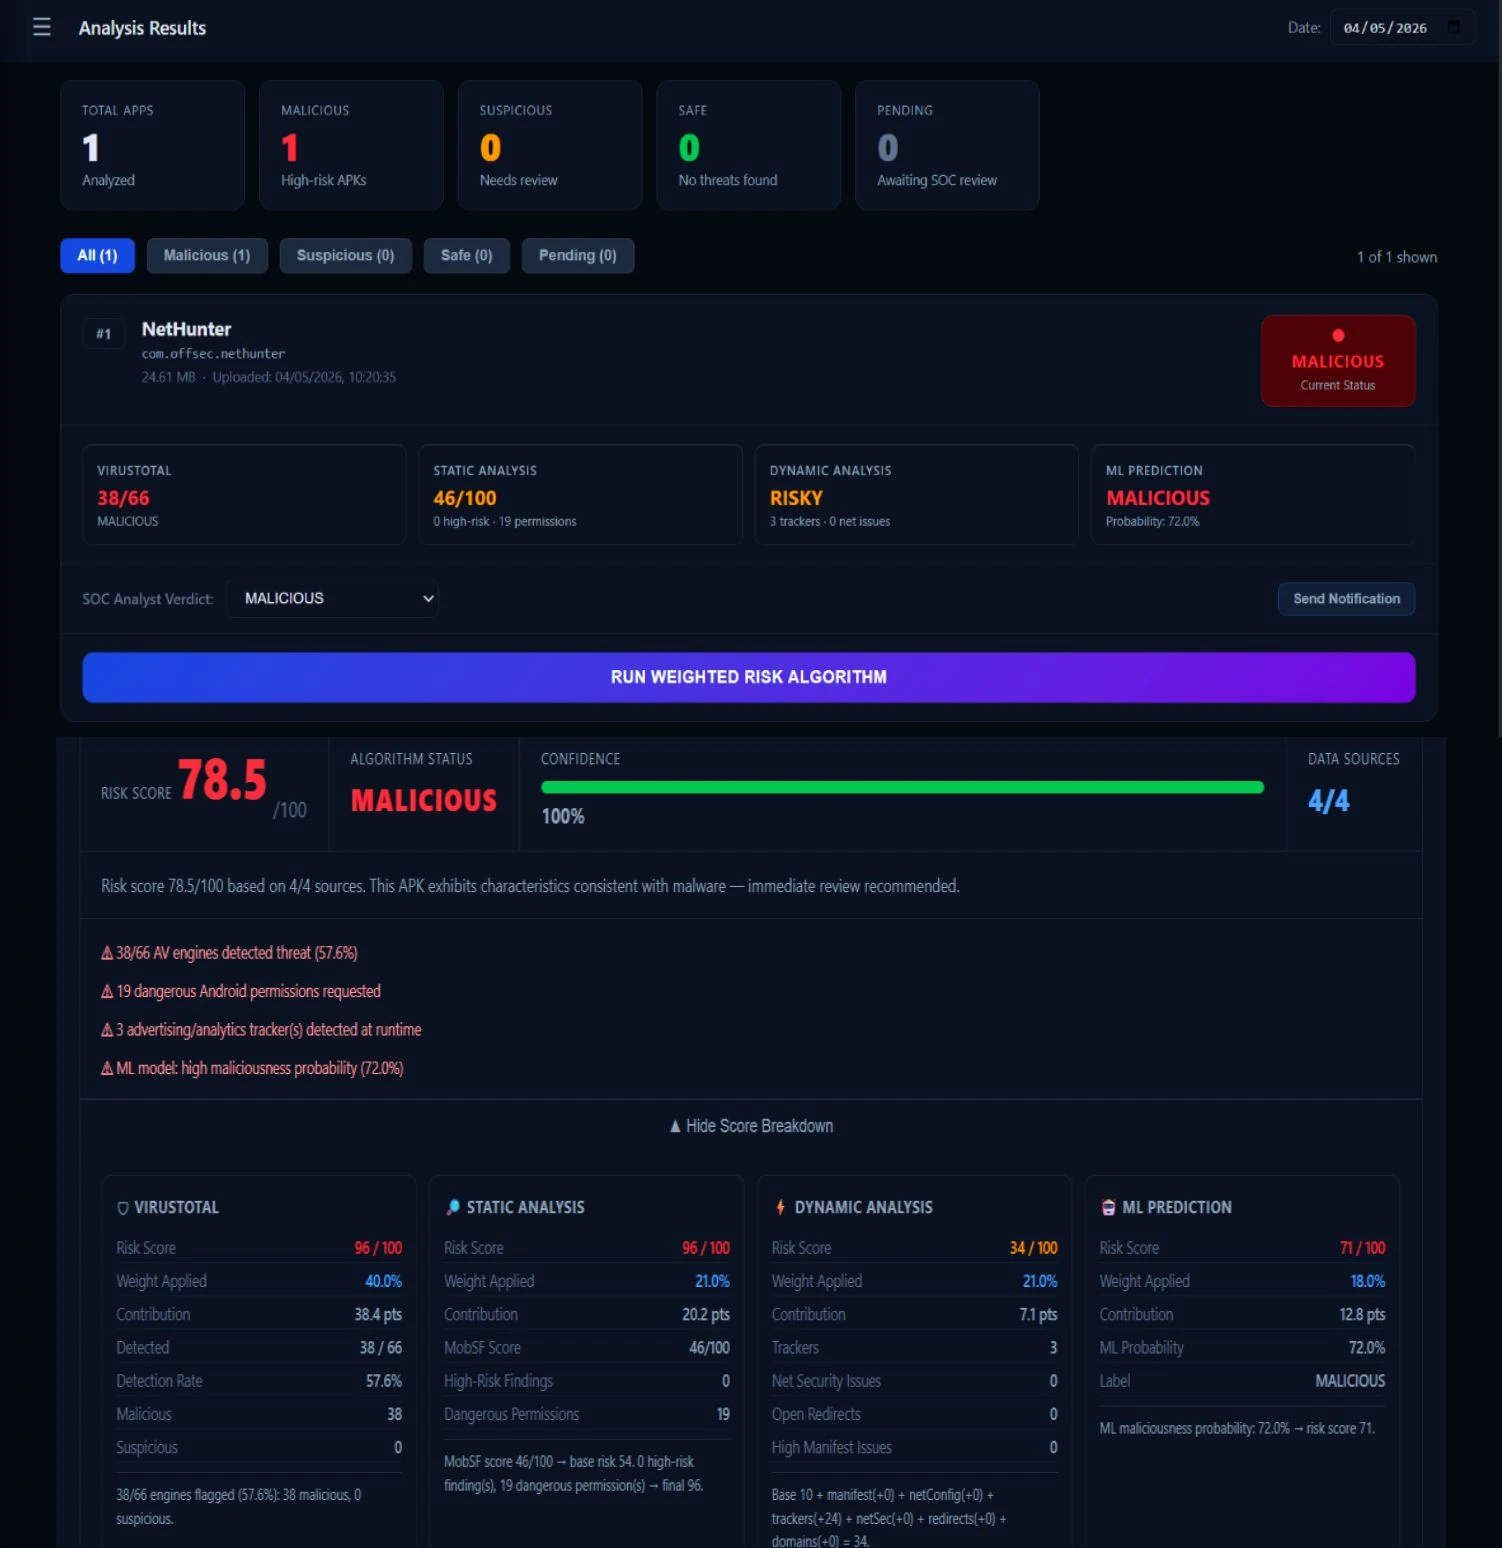 Analysis Results
Date: 04/05/2026
TOTAL APPS
1
Analyzed
MALICIOUS
1
High-risk APKs
SUSPICIOUS
0
Needs review
SAFE
0
No threats found
PENDING
0
Awaiting SOC review
All (1) Malicious (1) Suspicious (0) Safe (0) Pending (0)
1 of 1 shown
#1
NetHunter
com.offsec.nethunter
24.61 MB · Uploaded: 04/05/2026, 10:20:35
MALICIOUS
Current Status
VIRUSTOTAL
38/66
MALICIOUS
STATIC ANALYSIS
46/100
0 high-risk · 19 permissions
DYNAMIC ANALYSIS
RISKY
3 trackers · 0 net issues
ML PREDICTION
MALICIOUS
Probability: 72.0%
SOC Analyst Verdict: MALICIOUS
Send Notification
RUN WEIGHTED RISK ALGORITHM
RISK SCORE 78.5 /100
ALGORITHM STATUS
MALICIOUS
CONFIDENCE
100%
DATA SOURCES
4/4
Risk score 78.5/100 based on 4/4 sources. This APK exhibits characteristics consistent with malware — immediate review recommended.
⚠ 38/66 AV engines detected threat (57.6%)
⚠ 19 dangerous Android permissions requested
⚠ 3 advertising/analytics tracker(s) detected at runtime
⚠ ML model: high maliciousness probability (72.0%)
▲ Hide Score Breakdown
VIRUSTOTAL
Risk Score 96 / 100
Weight Applied 40.0%
Contribution 38.4 pts
Detected 38 / 66
Detection Rate 57.6%
Malicious 38
Suspicious 0
38/66 engines flagged (57.6%): 38 malicious, 0
suspicious.
STATIC ANALYSIS
Risk Score 96 / 100
Weight Applied 21.0%
Contribution 20.2 pts
MobSF Score 46/100
High-Risk Findings 0
Dangerous Permissions 19
MobSF score 46/100 → base risk 54. 0 high-risk
finding(s), 19 dangerous permission(s) → final 96.
DYNAMIC ANALYSIS
Risk Score 34 / 100
Weight Applied 21.0%
Contribution 7.1 pts
Trackers 3
Net Security Issues 0
Open Redirects 0
High Manifest Issues 0
Base 10 + manifest(+0) + netConfig(+0) +
trackers(+24) + netSec(+0) + redirects(+0) +
domains(+0) = 34.
ML PREDICTION
Risk Score 71 / 100
Weight Applied 18.0%
Contribution 12.8 pts
ML Probability 72.0%
Label MALICIOUS
ML maliciousness probability: 72.0% → risk score 71.